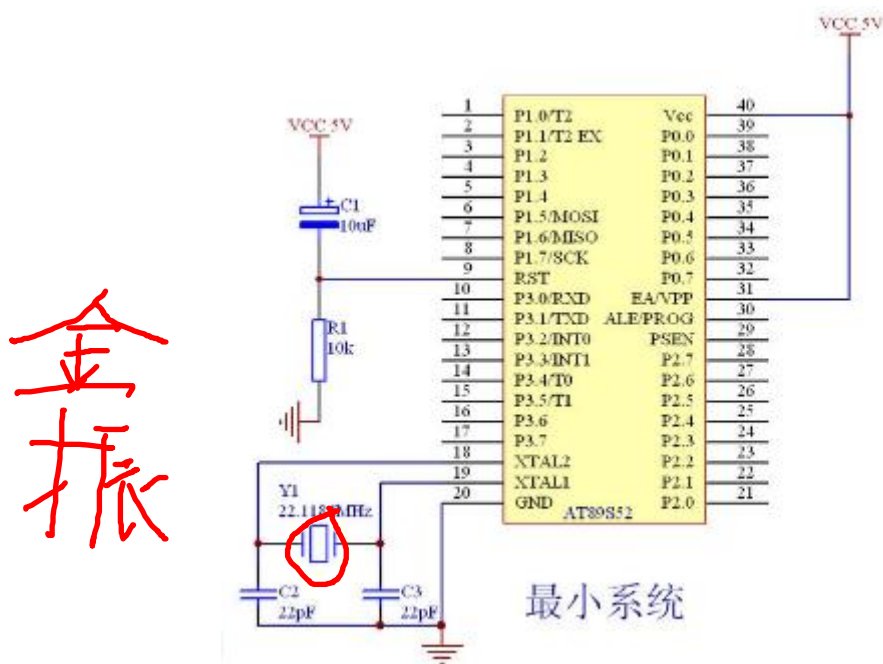 VCC 5V
VCC 5V
C1
10uF
R1
10k
金
振
1 P1.0/T2 Vcc 40
2 P1.1/T2 EX P0.0 39
3 P1.2 P0.1 38
4 P1.3 P0.2 37
5 P1.4 P0.3 36
6 P1.5/MOSI P0.4 35
7 P1.6/MISO P0.5 34
8 P1.7/SCK P0.6 33
9 RST P0.7 32
10 P3.0/RXD EA/VPP 31
11 P3.1/TXD ALE/PROG 30
12 P3.2/INT0 PSEN 29
13 P3.3/INT1 P2.7 28
14 P3.4/T0 P2.6 27
15 P3.5/T1 P2.5 26
16 P3.6 P2.4 25
17 P3.7 P2.3 24
18 XTAL2 P2.2 23
19 XTAL1 P2.1 22
20 GND P2.0 21
AT89S52
Y1
C2
22pF
C3
22pF
最小系统